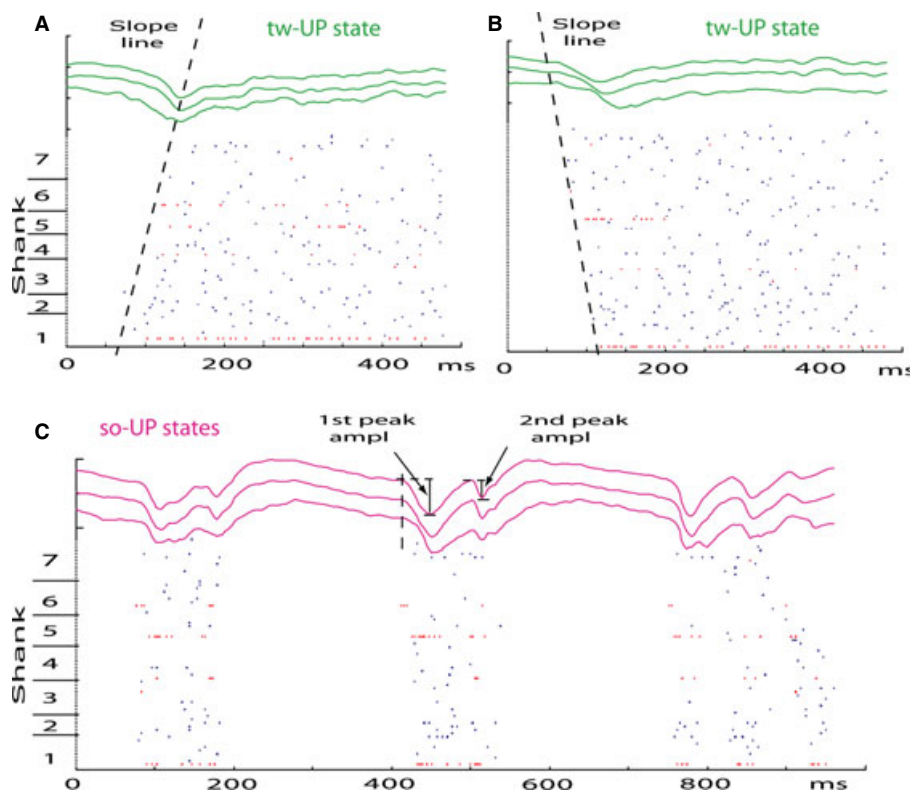 A
Slope
line
tw-UP state
Shank
7
6
5
4
3
2
1
0
200
400
ms
B
Slope
line
tw-UP state
0
200
400
ms
C
so-UP states
1st peak
ampl
2nd peak
ampl
Shank
7
6
5
4
3
2
1
0
200
400
600
800
ms